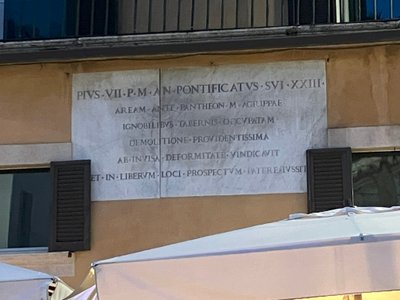 PIVS · VII · P · M · AN · PONTIFICATVS · SVI · XXIII ·
AREAM · ANTE · PANTHEON · M · AGRIPPAE
IGNOBILIBVS · TABERNIS · OCCVPATAM
DEMOLITIONE · PROVIDENTISSIMA
AB · INVISA · DEFORMITATE · VINDICAVIT
ET · IN · LIBERVM · LOCI · PROSPECTVM · PATERE · IVSSIT